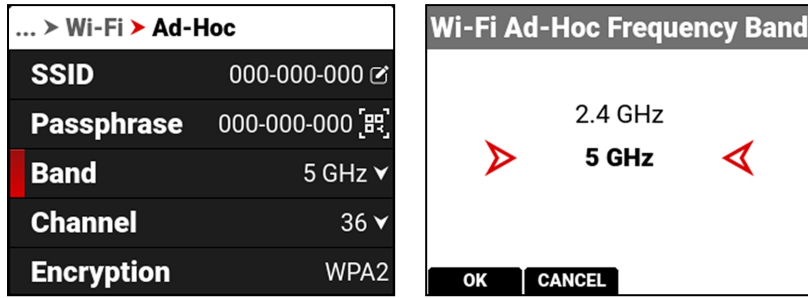 ... > Wi-Fi > Ad-Hoc
SSID 000-000-000
Passphrase 000-000-000
Band 5 GHz
Channel 36
Encryption WPA2
Wi-Fi Ad-Hoc Frequency Band
2.4 GHz
5 GHz
OK CANCEL